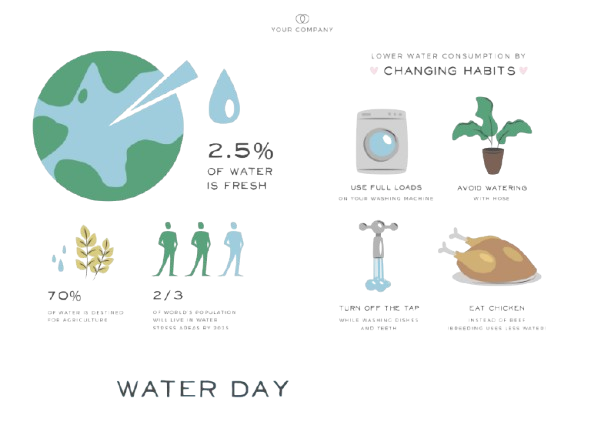 YOUR COMPANY
2.5%
OF WATER
IS FRESH
70%
OF WATER IS DESTINED
FOR AGRICULTURE
2/3
OF WORLD'S POPULATION
WILL LIVE IN WATER
STRESS AREAS BY 2025
LOWER WATER CONSUMPTION BY
CHANGING HABITS
USE FULL LOADS
ON YOUR WASHING MACHINE
AVOID WATERING
WITH HOSE
TURN OFF THE TAP
WHILE WASHING DISHES
AND TEETH
EAT CHICKEN
INSTEAD OF BEEF
(BREEDING USES LESS WATER)
WATER DAY